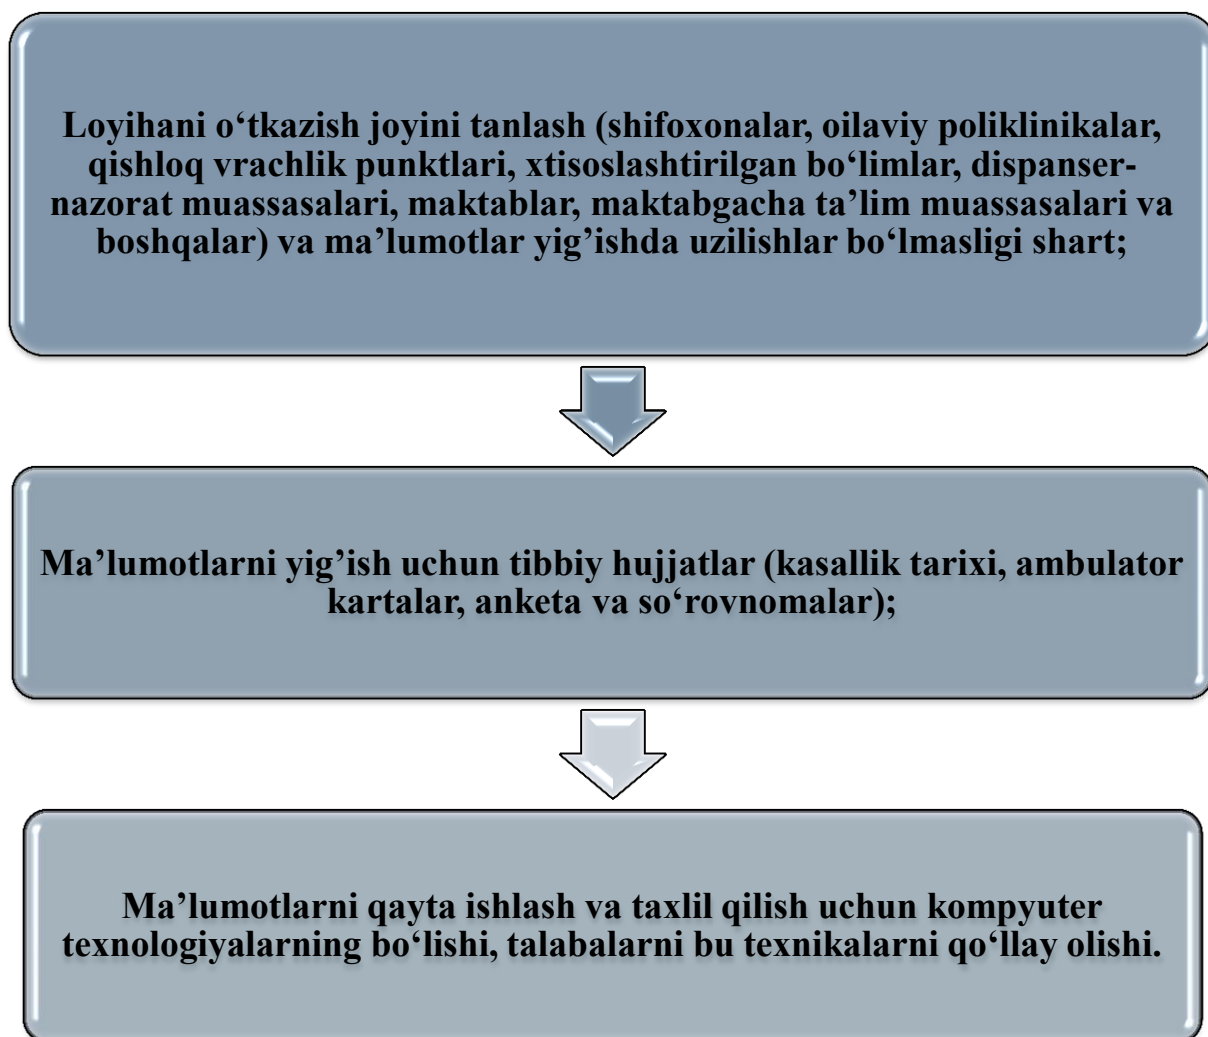 Loyihani o‘tkazish joyini tanlash (shifoxonalar, oilaviy poliklinikalar,
qishloq vrachlik punktlari, xtisoslashtirilgan bo‘limlar, dispanser-
nazorat muassasalari, maktablar, maktabgacha ta’lim muassasalari va
boshqalar) va ma’lumotlar yig’ishda uzilishlar bo‘lmasligi shart;
Ma’lumotlarni yig’ish uchun tibbiy hujjatlar (kasallik tarixi, ambulator
kartalar, anketa va so‘rovnomalar);
Ma’lumotlarni qayta ishlash va taxlil qilish uchun kompyuter
texnologiyalarning bo‘lishi, talabalarni bu texnikalarni qo‘llay olishi.